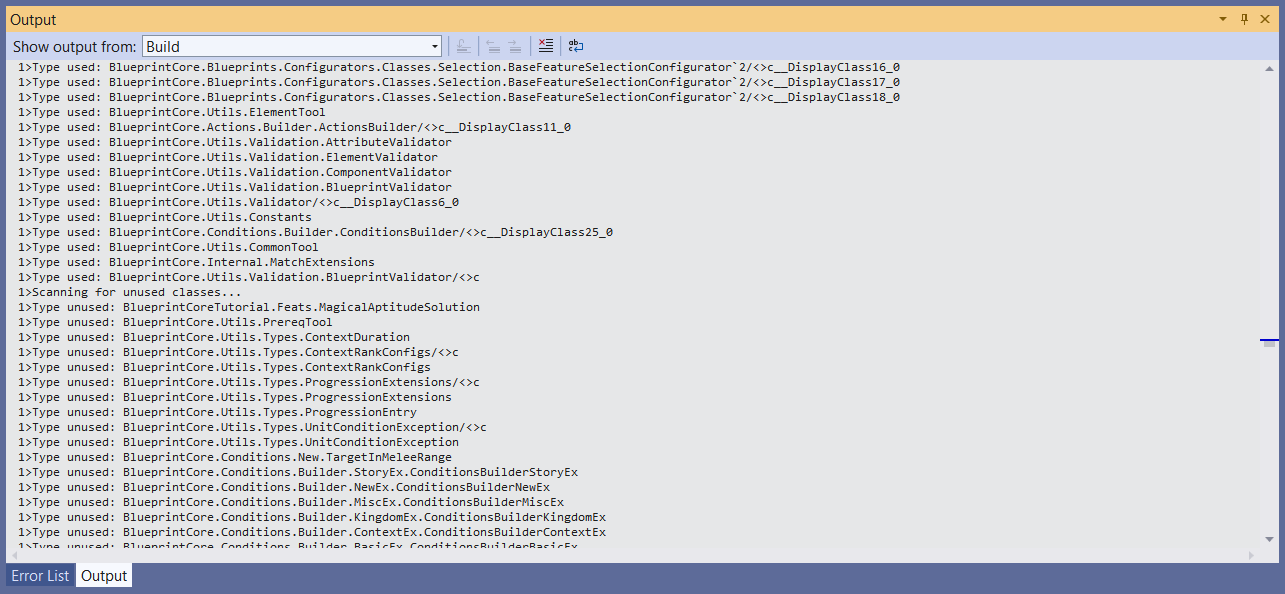 Output
Show output from: Build
1>Type used: BlueprintCore.Blueprints.Configurators.Classes.Selection.BaseFeatureSelectionConfigurator`2/<>c__DisplayClass16_0
1>Type used: BlueprintCore.Blueprints.Configurators.Classes.Selection.BaseFeatureSelectionConfigurator`2/<>c__DisplayClass17_0
1>Type used: BlueprintCore.Blueprints.Configurators.Classes.Selection.BaseFeatureSelectionConfigurator`2/<>c__DisplayClass18_0
1>Type used: BlueprintCore.Utils.ElementTool
1>Type used: BlueprintCore.Actions.Builder.ActionsBuilder/<>c__DisplayClass11_0
1>Type used: BlueprintCore.Utils.Validation.AttributeValidator
1>Type used: BlueprintCore.Utils.Validation.ElementValidator
1>Type used: BlueprintCore.Utils.Validation.ComponentValidator
1>Type used: BlueprintCore.Utils.Validation.BlueprintValidator
1>Type used: BlueprintCore.Utils.Validator/<>c__DisplayClass6_0
1>Type used: BlueprintCore.Utils.Constants
1>Type used: BlueprintCore.Conditions.Builder.ConditionsBuilder/<>c__DisplayClass25_0
1>Type used: BlueprintCore.Utils.CommonTool
1>Type used: BlueprintCore.Internal.MatchExtensions
1>Type used: BlueprintCore.Utils.Validation.BlueprintValidator/<>c
1>Scanning for unused classes...
1>Type unused: BlueprintCoreTutorial.Feats.MagicalAptitudeSolution
1>Type unused: BlueprintCore.Utils.PrereqTool
1>Type unused: BlueprintCore.Utils.Types.ContextDuration
1>Type unused: BlueprintCore.Utils.Types.ContextRankConfigs/<>c
1>Type unused: BlueprintCore.Utils.Types.ContextRankConfigs
1>Type unused: BlueprintCore.Utils.Types.ProgressionExtensions/<>c
1>Type unused: BlueprintCore.Utils.Types.ProgressionExtensions
1>Type unused: BlueprintCore.Utils.Types.ProgressionEntry
1>Type unused: BlueprintCore.Utils.Types.UnitConditionException/<>c
1>Type unused: BlueprintCore.Utils.Types.UnitConditionException
1>Type unused: BlueprintCore.Conditions.New.TargetInMeleeRange
1>Type unused: BlueprintCore.Conditions.Builder.StoryEx.ConditionsBuilderStoryEx
1>Type unused: BlueprintCore.Conditions.Builder.NewEx.ConditionsBuilderNewEx
1>Type unused: BlueprintCore.Conditions.Builder.MiscEx.ConditionsBuilderMiscEx
1>Type unused: BlueprintCore.Conditions.Builder.KingdomEx.ConditionsBuilderKingdomEx
1>Type unused: BlueprintCore.Conditions.Builder.ContextEx.ConditionsBuilderContextEx
1>Type unused: BlueprintCore.Conditions.Builder.BasicEx.ConditionsBuilderBasicEx
Error List Output